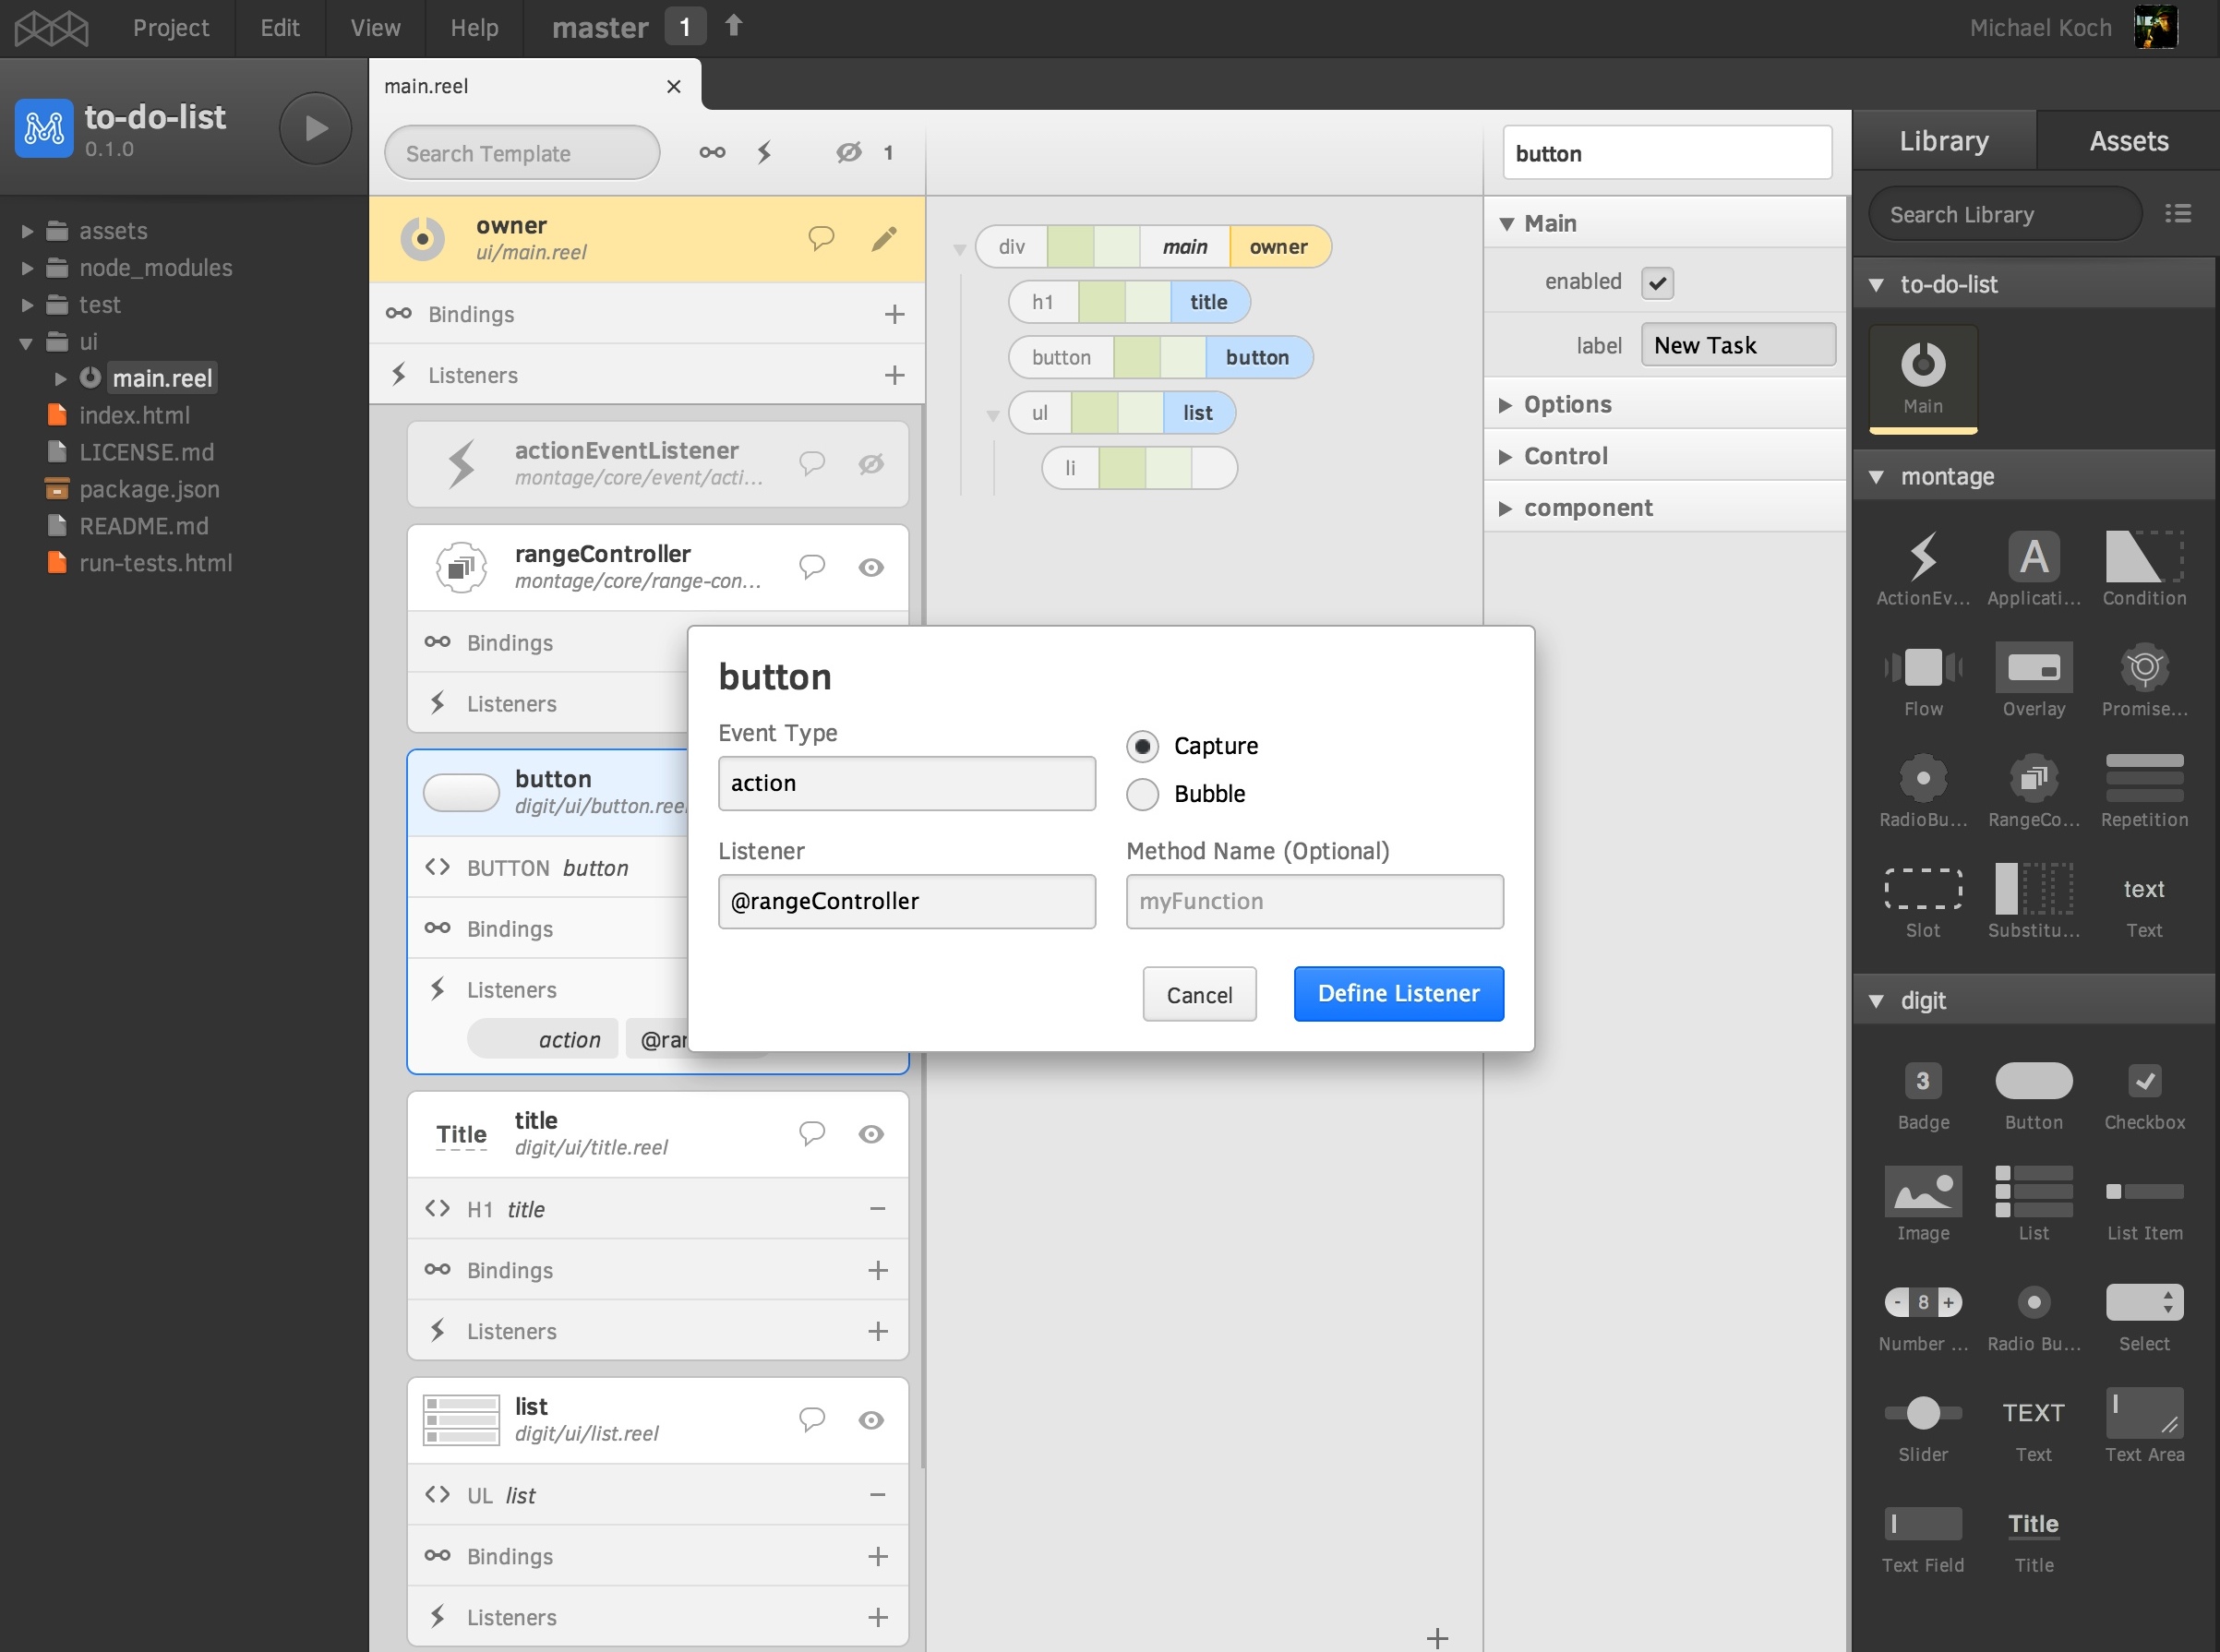 Project Edit View Help master 1 Michael Koch
to-do-list
0.1.0
assets
node_modules
test
ui
main.reel
index.html
LICENSE.md
package.json
README.md
run-tests.html
main.reel
Search Template 1
owner
ui/main.reel
Bindings
Listeners
actionEventListener
montage/core/event/acti...
rangeController
montage/core/range-con...
Bindings
Listeners
button
digit/ui/button.reel
BUTTON button
Bindings
Listeners
action @ran
Title title
digit/ui/title.reel
H1 title
Bindings
Listeners
list
digit/ui/list.reel
UL list
Bindings
Listeners
div main owner
h1 title
button button
ul list
li
button
Event Type
action
Capture
Bubble
Listener
@rangeController
Method Name (Optional)
myFunction
Cancel Define Listener
button
Main
enabled
label New Task
Options
Control
component
Library Assets
Search Library
to-do-list
Main
montage
A
ActionEv... Applicati... Condition
Flow Overlay Promise...
RadioBu... RangeCo... Repetition
text
Slot Substitu... Text
digit
3
Badge Button Checkbox
Image List List Item
- 8 +
Number ... Radio Bu... Select
TEXT
Slider Text Text Area
Title
Text Field Title